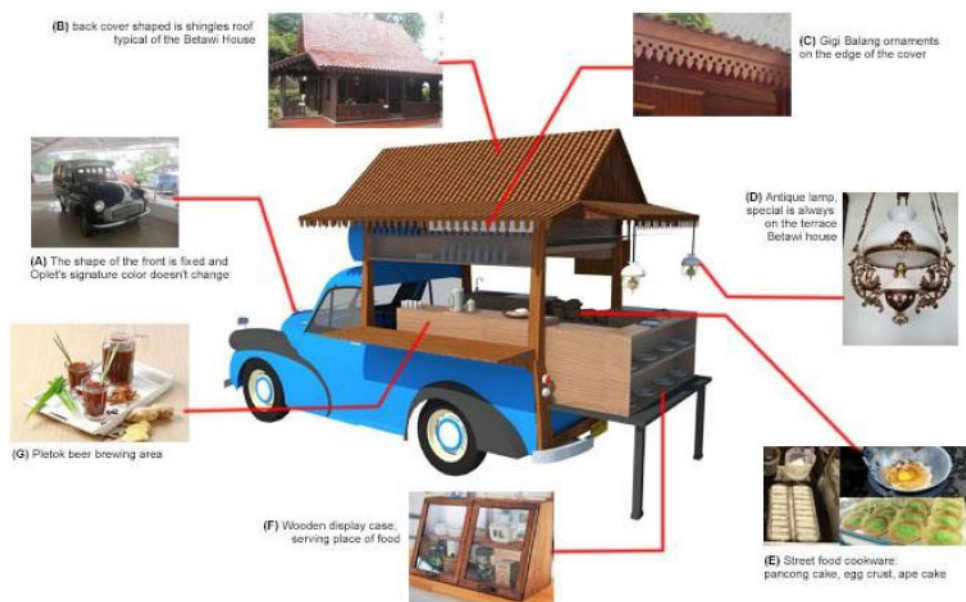 (B) back cover shaped is shingles roof
typical of the Betawi House
(C) Gigi Balang ornaments
on the edge of the cover
(A) The shape of the front is fixed and
Oplet's signature color doesn't change
(D) Antique lamp,
special is always
on the terrace
Betawi house
(G) Pletok beer brewing area
(F) Wooden display case,
serving place of food
(E) Street food cookware:
pancong cake, egg crust, ape cake